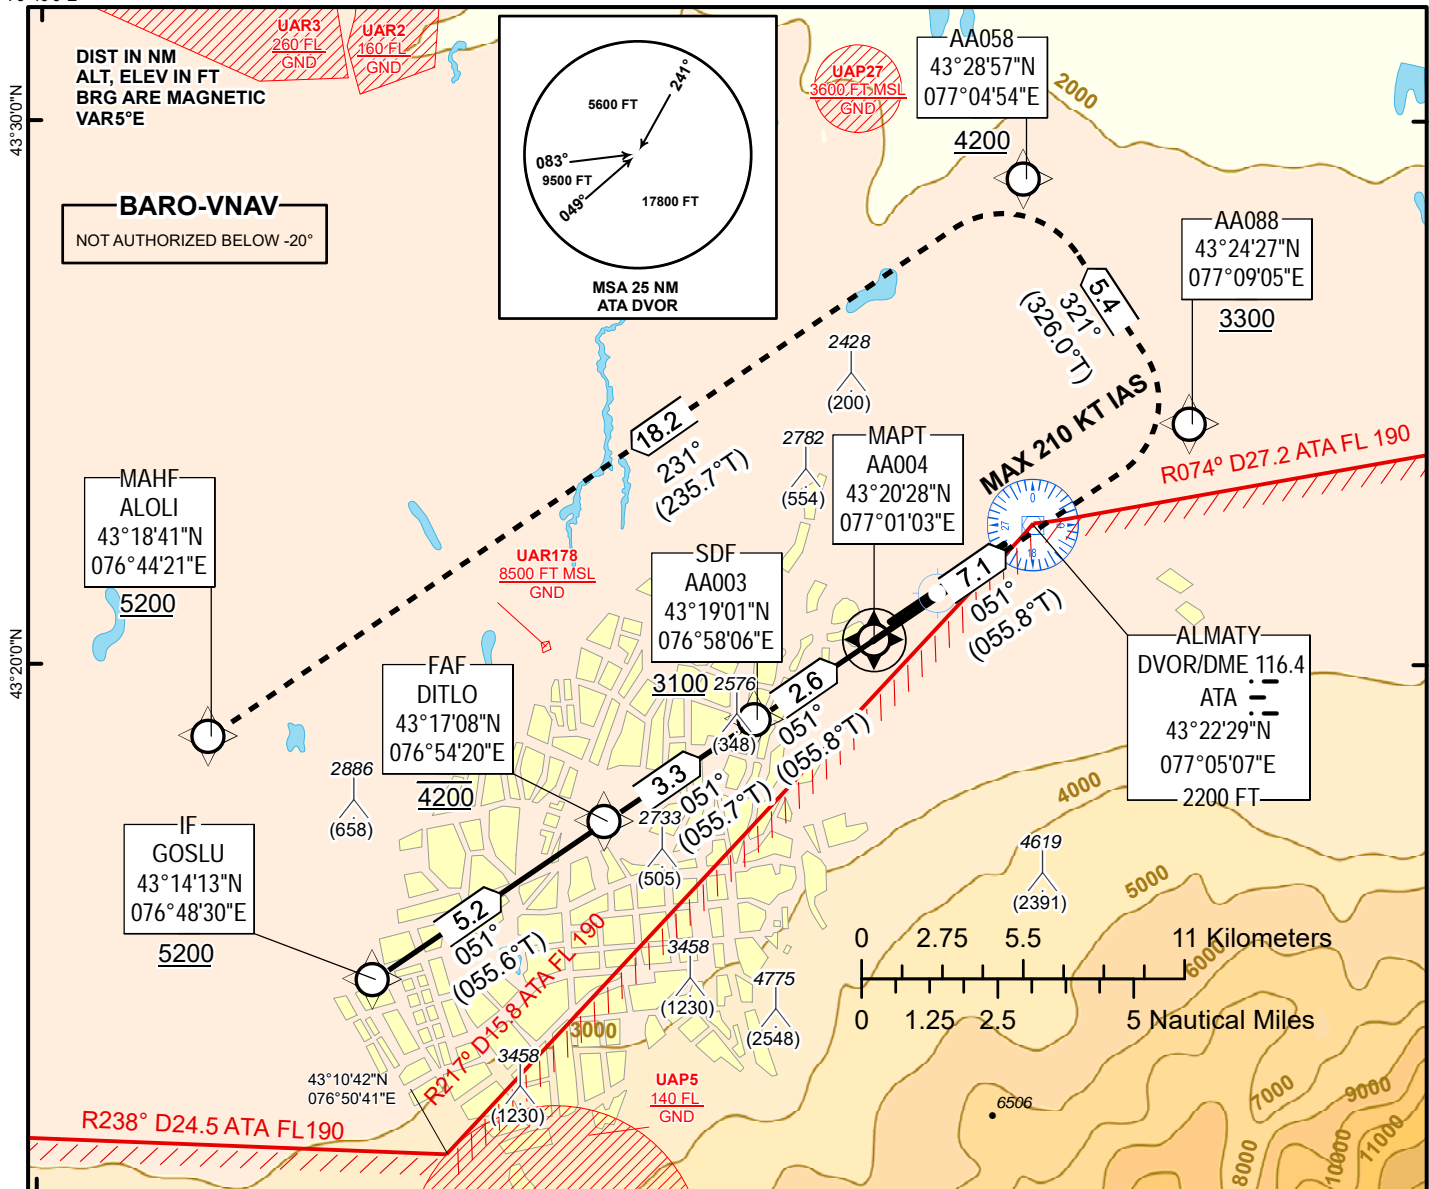 UAR3
260 FL
GND
UAR2
160 FL
GND
DIST IN NM
ALT, ELEV IN FT
BRG ARE MAGNETIC
VAR5°E
43°30'0"N
BARO-VNAV
NOT AUTHORIZED BELOW -20°
241°
5600 FT
083°
9500 FT
049°
17800 FT
MSA 25 NM
ATA DVOR
UAP27
3600 FT MSL
GND
AA058
43°28'57"N
077°04'54"E
4200
2000
AA088
43°24'27"N
077°09'05"E
3300
5.4
321°
(326.0°T)
MAX 210 KT IAS
R074° D27.2 ATA FL 190
2428
(200)
18.2
231°
(235.7°T)
2782
(554)
MAPT
AA004
43°20'28"N
077°01'03"E
MAHF
ALOLI
43°18'41"N
076°44'21"E
5200
UAR178
8500 FT MSL
GND
SDF
AA003
43°19'01"N
076°58'06"E
3100
0
27
18
7.1
051°
(055.8°T)
43°20'0"N
FAF
DITLO
43°17'08"N
076°54'20"E
4200
2576
(348)
2.6
051°
(055.8°T)
ALMATY
DVOR/DME 116.4
ATA
43°22'29"N
077°05'07"E
2200 FT
2886
(658)
3.3
051°
(055.7°T)
2733
(505)
4000
IF
GOSLU
43°14'13"N
076°48'30"E
5200
5.2
051°
(055.6°T)
4619
(2391)
5000
R217° D15.8 ATA FL 190
3458
(1230)
4775
(2548)
0 2.75 5.5 11 Kilometers
0 1.25 2.5 5 Nautical Miles
6000
3000
3458
(1230)
43°10'42"N
076°50'41"E
R238° D24.5 ATA FL190
UAP5
140 FL
GND
6506
7000
9000
8000
10000
11000